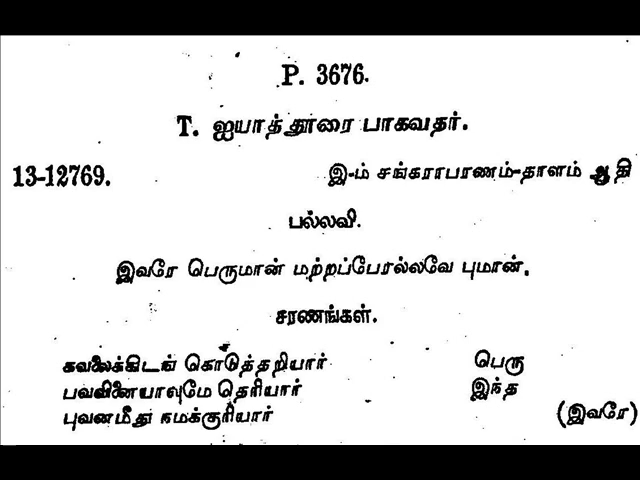 P. 3676.
T. ஐயாத்துரை பாகவதர்.
13-12769. இ-ம் சங்கராபரணம்-தாளம் ஆதி
பல்லவி.
இவரே பெருமான் மற்றப்பேரல்லவே புமான்.
சரணங்கள்.
கவலைக்கிடங் கொடுத்தறியார் பெரு
பவவினையாவுமே தெரியார் இந்த
புவனமீது நமக்குரியார் (இவரே)